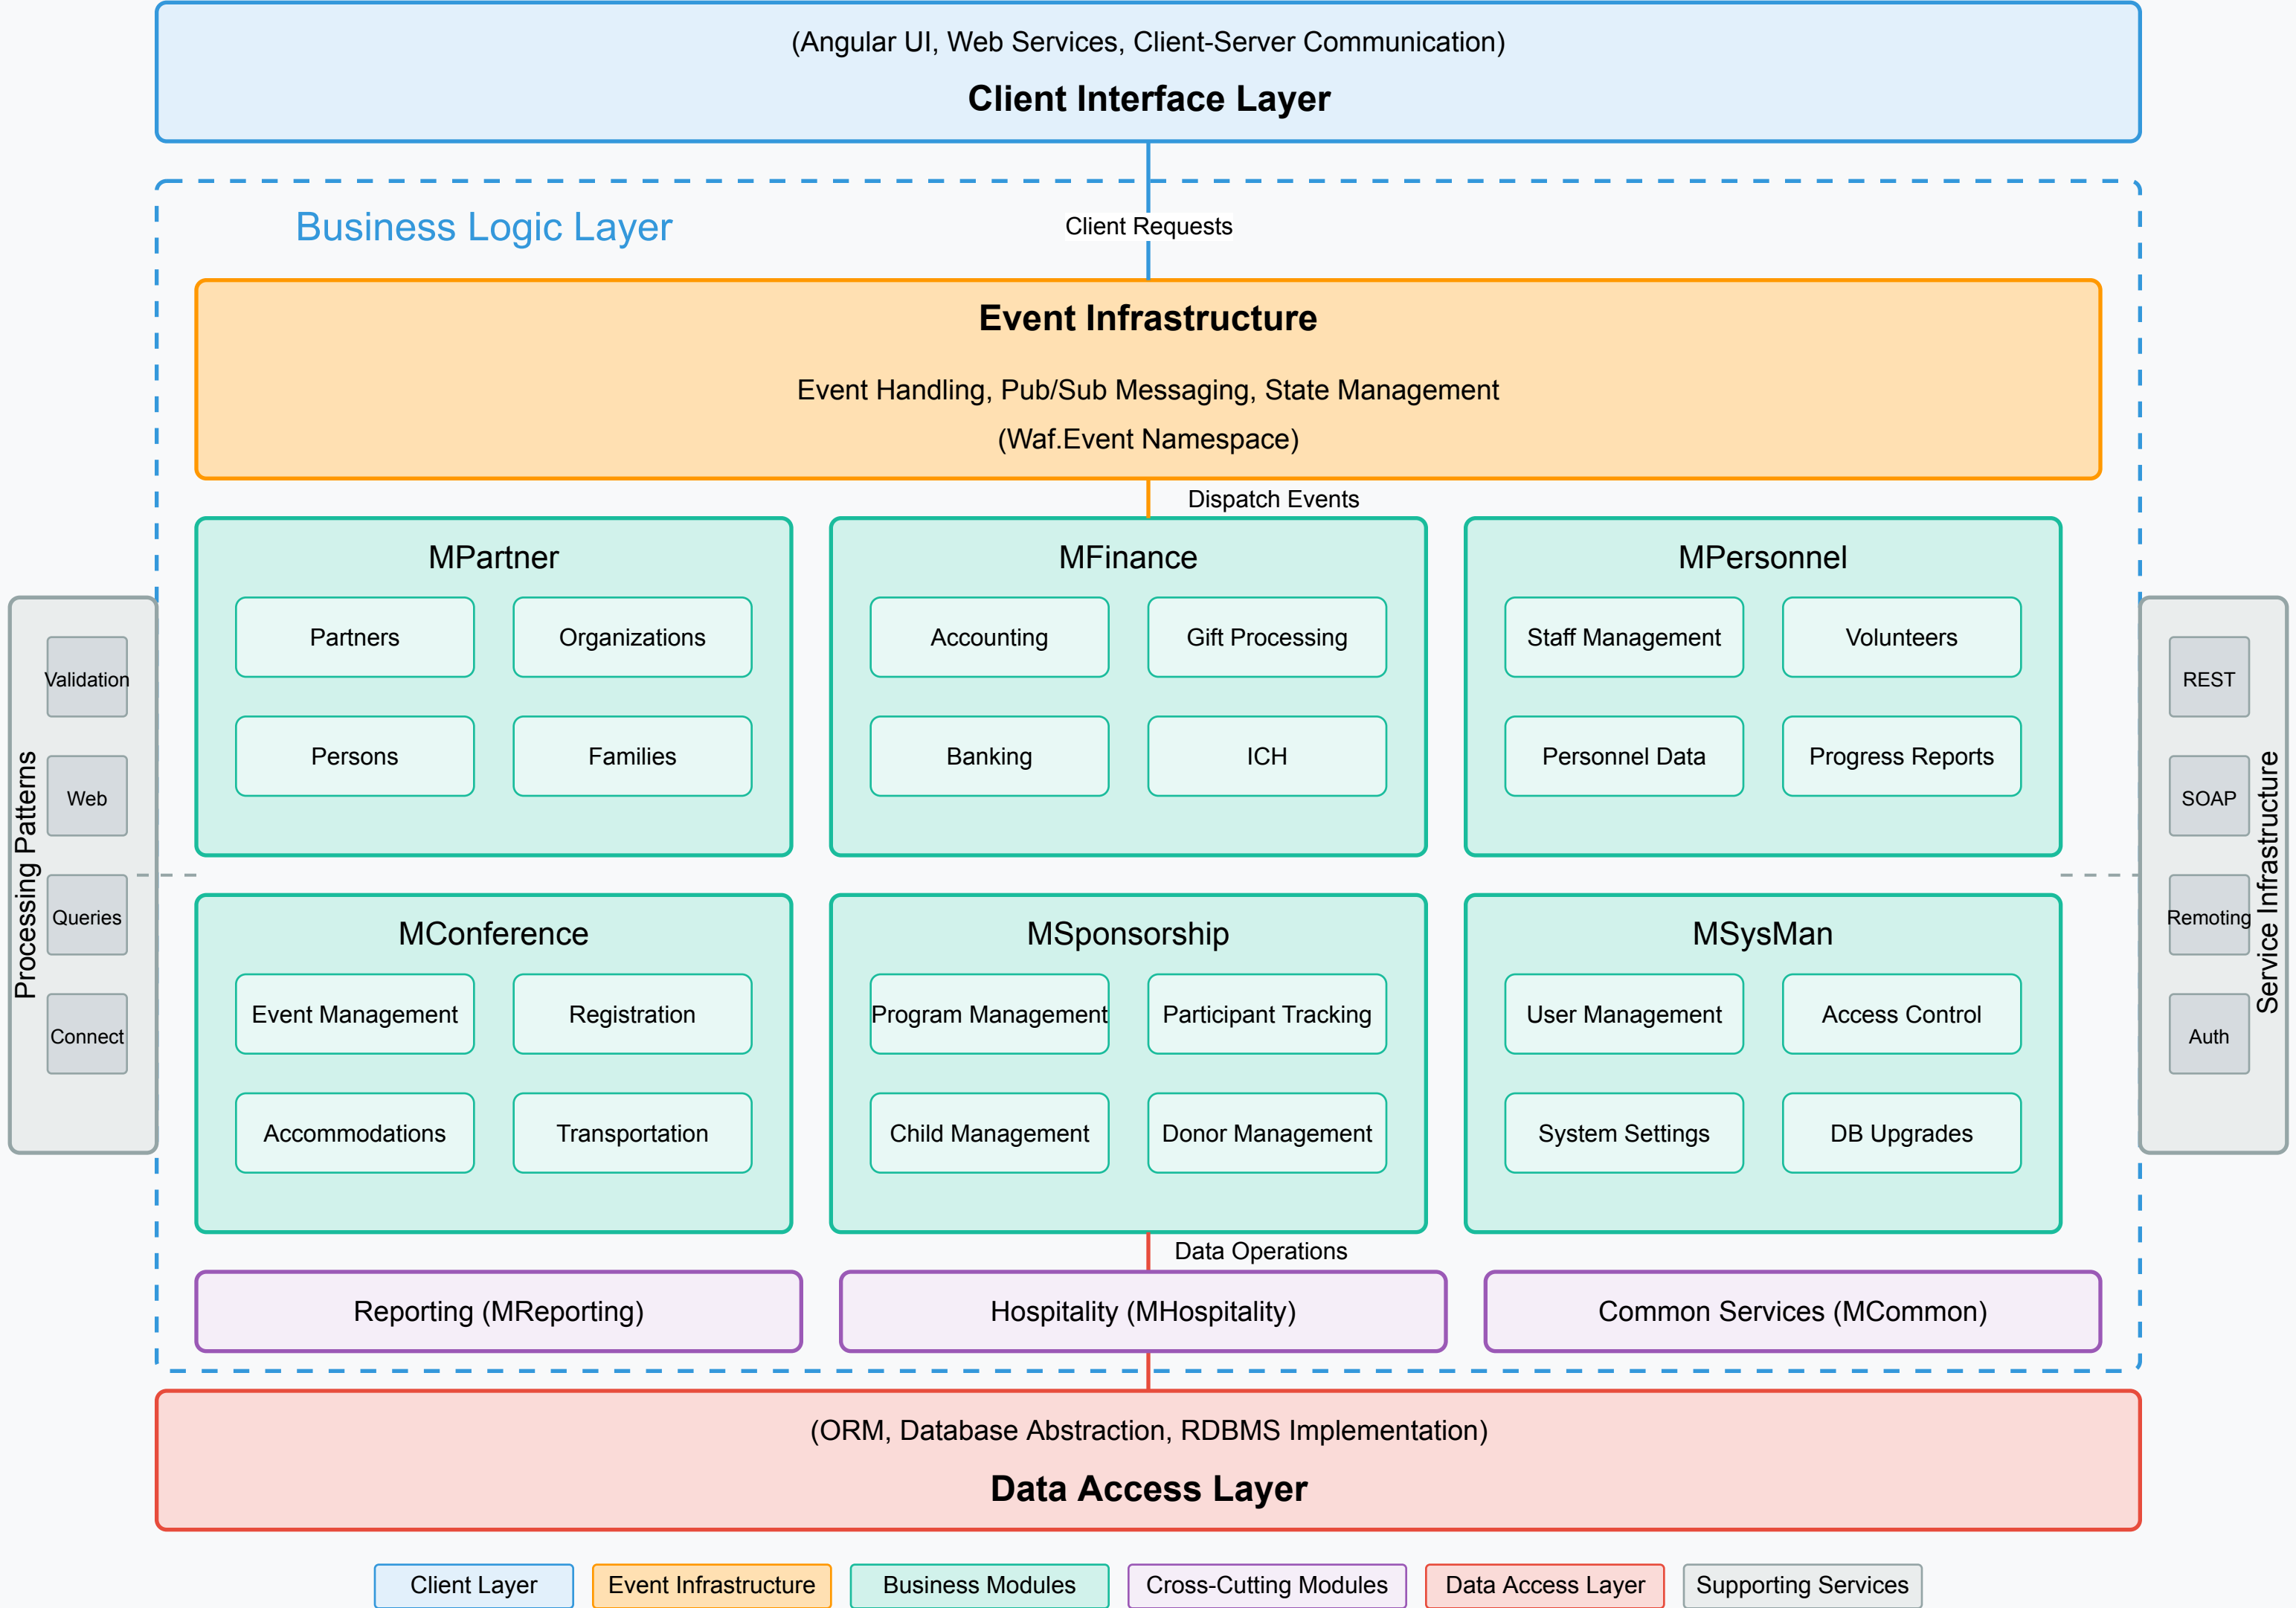 (Angular UI, Web Services, Client-Server Communication)
Client Interface Layer
Business Logic Layer
Client Requests
Event Infrastructure
Event Handling, Pub/Sub Messaging, State Management
(Waf.Event Namespace)
Dispatch Events
MPartner
Partners
Organizations
Persons
Families
MFinance
Accounting
Gift Processing
Banking
ICH
MPersonnel
Staff Management
Volunteers
Personnel Data
Progress Reports
Processing Patterns
Validation
Web
Queries
Connect
Service Infrastructure
REST
SOAP
Remoting
Auth
MConference
Event Management
Registration
Accommodations
Transportation
MSponsorship
Program Management
Participant Tracking
Child Management
Donor Management
MSysMan
User Management
Access Control
System Settings
DB Upgrades
Data Operations
Reporting (MReporting)
Hospitality (MHospitality)
Common Services (MCommon)
(ORM, Database Abstraction, RDBMS Implementation)
Data Access Layer
Client Layer
Event Infrastructure
Business Modules
Cross-Cutting Modules
Data Access Layer
Supporting Services